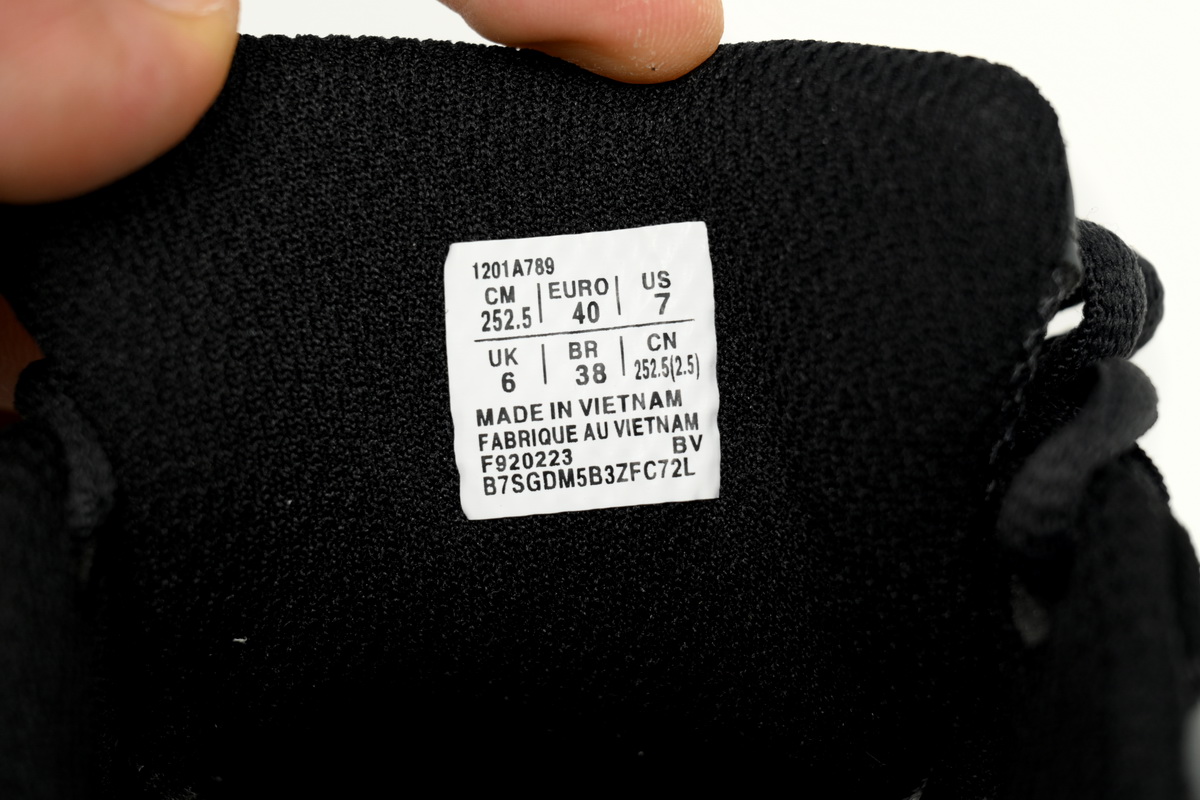 1201A789
CM | EURO | US
252.5 | 40 | 7
UK | BR | CN
6 | 38 | 252.5(2.5)
MADE IN VIETNAM
FABRIQUE AU VIETNAM
F920223 BV
B7SGDM5B3ZFC72L